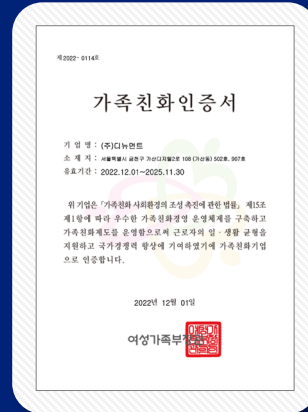 제2022- 0114호
가족친화인증서
기 업 명 : (주)디뉴먼트
소 재 지 : 서울특별시 금천구 가산디지털2로 108 (가산동) 502호, 907호
유효기간 : 2022.12.01~2025.11.30
위 기업은 「가족친화 사회환경의 조성 촉진에 관한 법률」 제15조
제1항에 따라 우수한 가족친화경영 운영체제를 구축하고
가족친화제도를 운영함으로써 근로자의 일 · 생활 균형을
지원하고 국가경쟁력 향상에 기여하였기에 가족친화기업
으로 인증합니다.
2022년 12월 01일
여성가족부장관